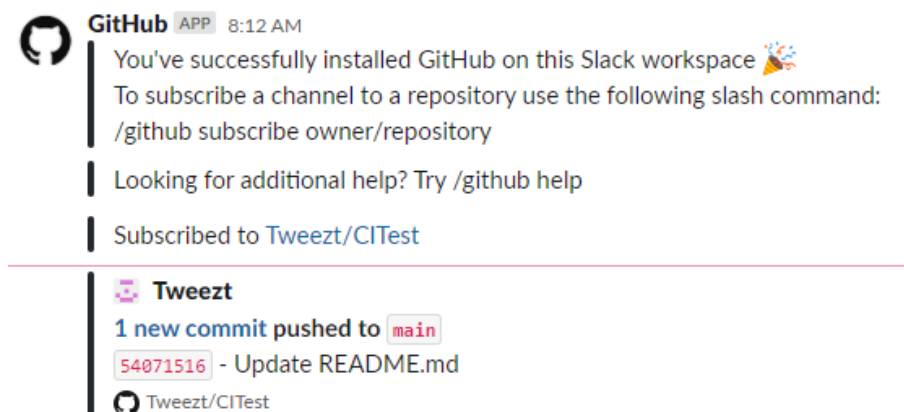 GitHub APP 8:12 AM
You've successfully installed GitHub on this Slack workspace 🎉
To subscribe a channel to a repository use the following slash command:
/github subscribe owner/repository
Looking for additional help? Try /github help
Subscribed to Tweezt/CITest
Tweezt
1 new commit pushed to main
54071516 - Update README.md
Tweezt/CITest